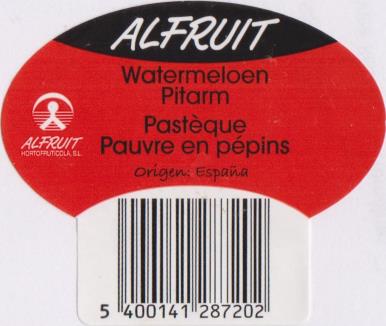 ALFRUIT
Watermeloen
Pitarm
Pastèque
Pauvre en pépins
ALFRUIT
HORTOFRUTICOLA, S.L.
Origen: España
5 400141 287202